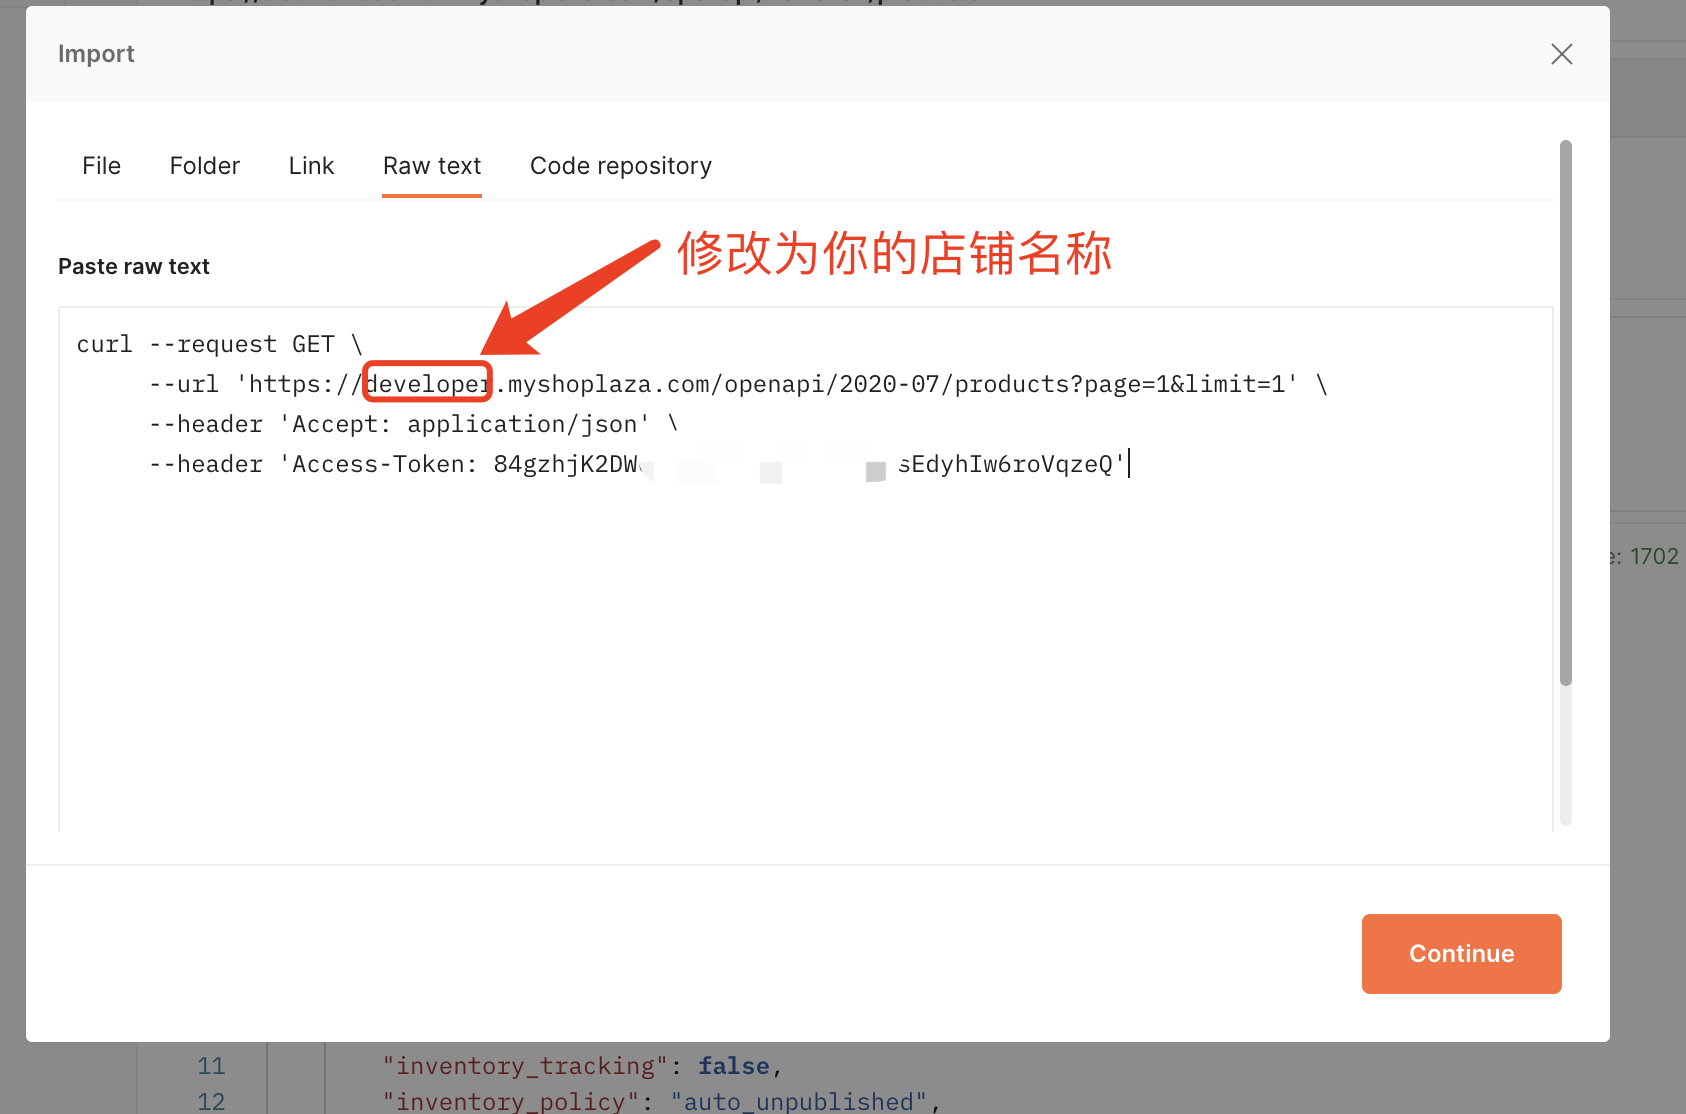 Import
File Folder Link Raw text Code repository
修改为你的店铺名称
Paste raw text
curl --request GET \
--url 'https://developer.myshoplaza.com/openapi/2020-07/products?page=1&limit=1' \
--header 'Accept: application/json' \
--header 'Access-Token: 84gzhjK2DW sEdyhIw6roVqzeQ'
e: 1702
Continue
11 "inventory_tracking": false,
12 "inventory_policy": "auto_unpublished",